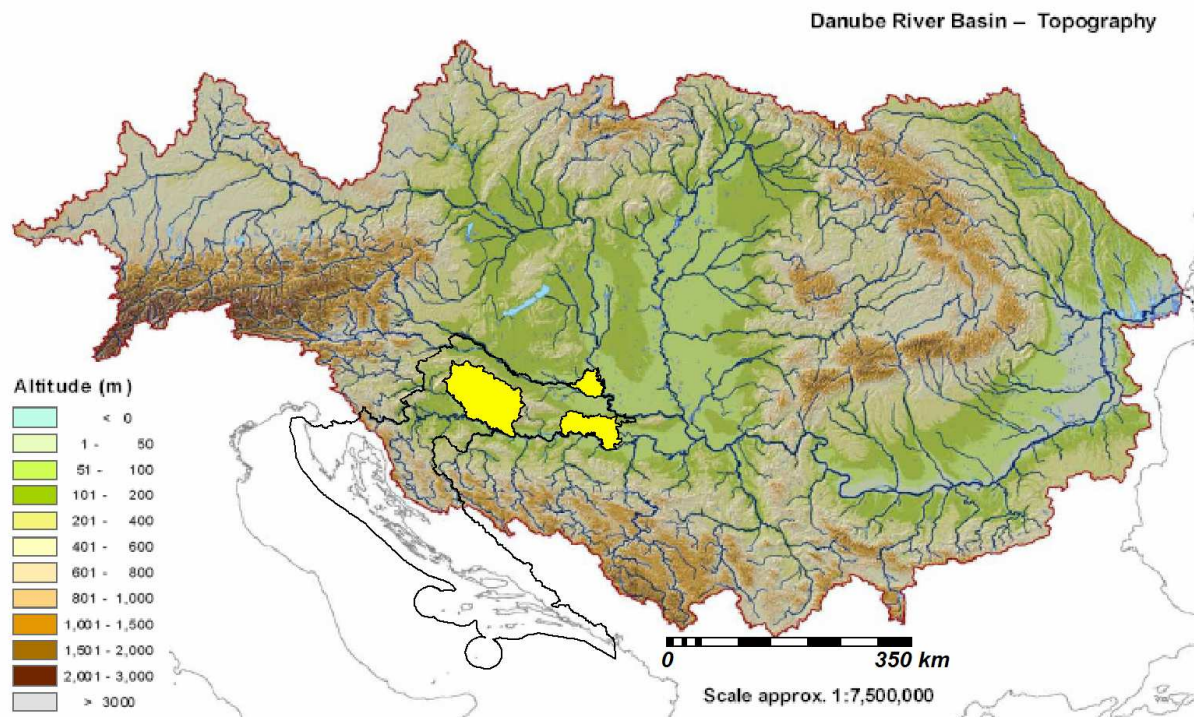 Danube River Basin – Topography
Altitude (m)
< 0
1 - 50
51 - 100
101 - 200
201 - 400
401 - 600
601 - 800
801 - 1,000
1,001 - 1,500
1,501 - 2,000
2,001 - 3,000
> 3000
0 350 km
Scale approx. 1:7,500,000